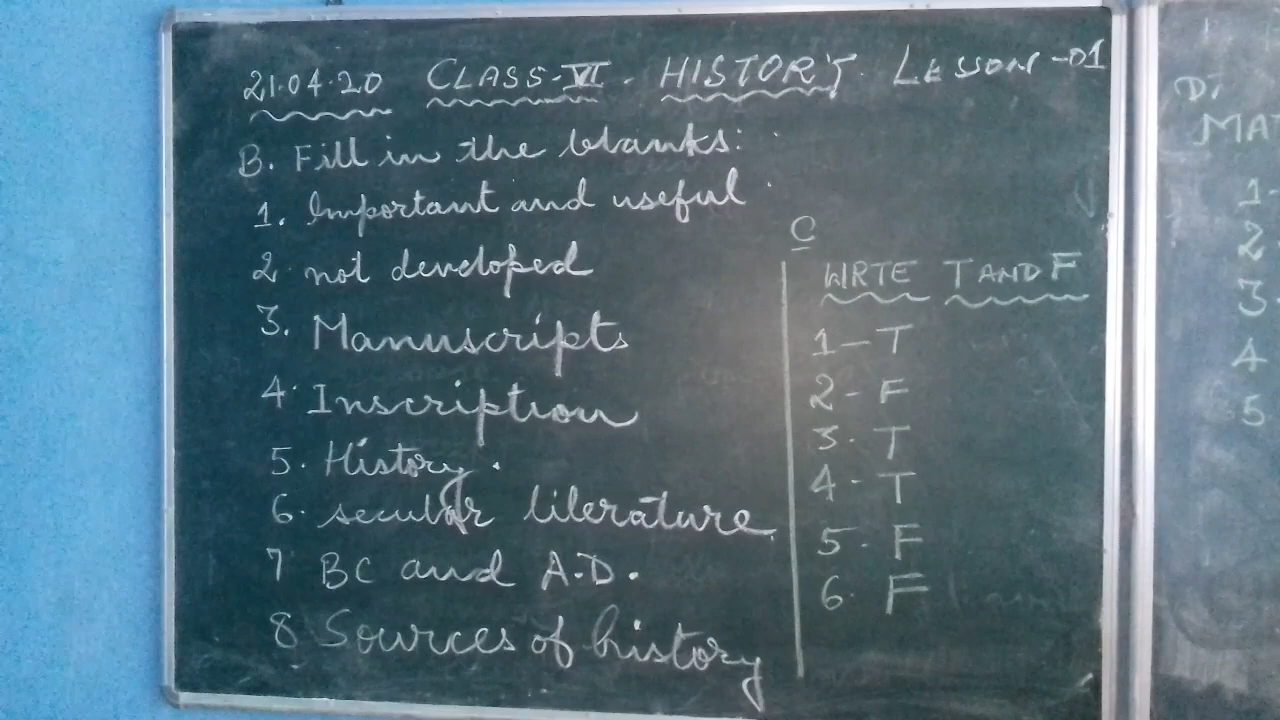 21.04.20 CLASS-VI. HISTORY. LESSON-01
B. Fill in the blanks:
1. Important and useful
2. not developed
3. Manuscripts
4. Inscription
5. History.
6. secular literature
7 BC and A.D.
8 Sources of history
C
WRTE T AND F
1-T
2-F
3. T
4-T
5-F
6. F
D.
MA
1-
2-
3-
4
5